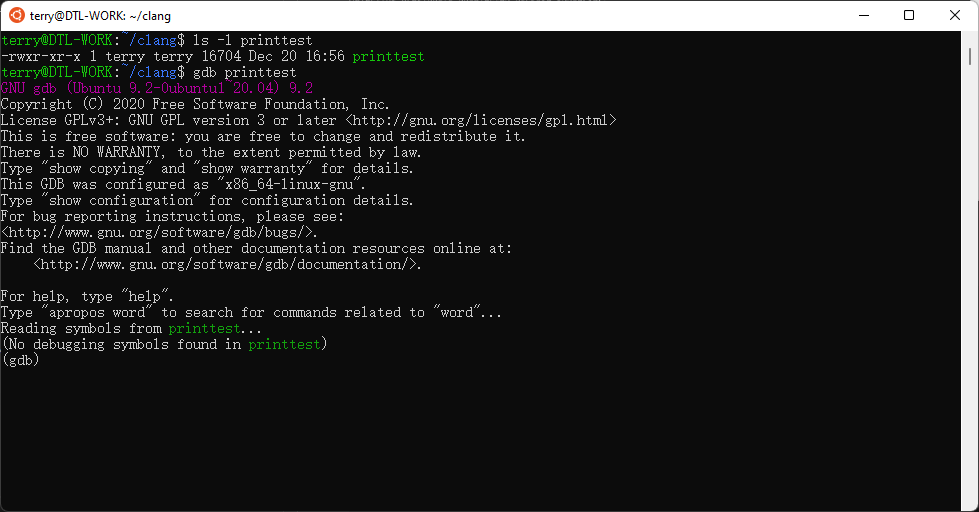 terry@DTL-WORK: ~/clang
terry@DTL-WORK:~/clang$ ls -l printtest
-rwxr-xr-x 1 terry terry 16704 Dec 20 16:56 printtest
terry@DTL-WORK:~/clang$ gdb printtest
GNU gdb (Ubuntu 9.2-0ubuntu1~20.04) 9.2
Copyright (C) 2020 Free Software Foundation, Inc.
License GPLv3+: GNU GPL version 3 or later <http://gnu.org/licenses/gpl.html>
This is free software: you are free to change and redistribute it.
There is NO WARRANTY, to the extent permitted by law.
Type "show copying" and "show warranty" for details.
This GDB was configured as "x86_64-linux-gnu".
Type "show configuration" for configuration details.
For bug reporting instructions, please see:
<http://www.gnu.org/software/gdb/bugs/>.
Find the GDB manual and other documentation resources online at:
    <http://www.gnu.org/software/gdb/documentation/>.

For help, type "help".
Type "apropos word" to search for commands related to "word"...
Reading symbols from printtest...
(No debugging symbols found in printtest)
(gdb)